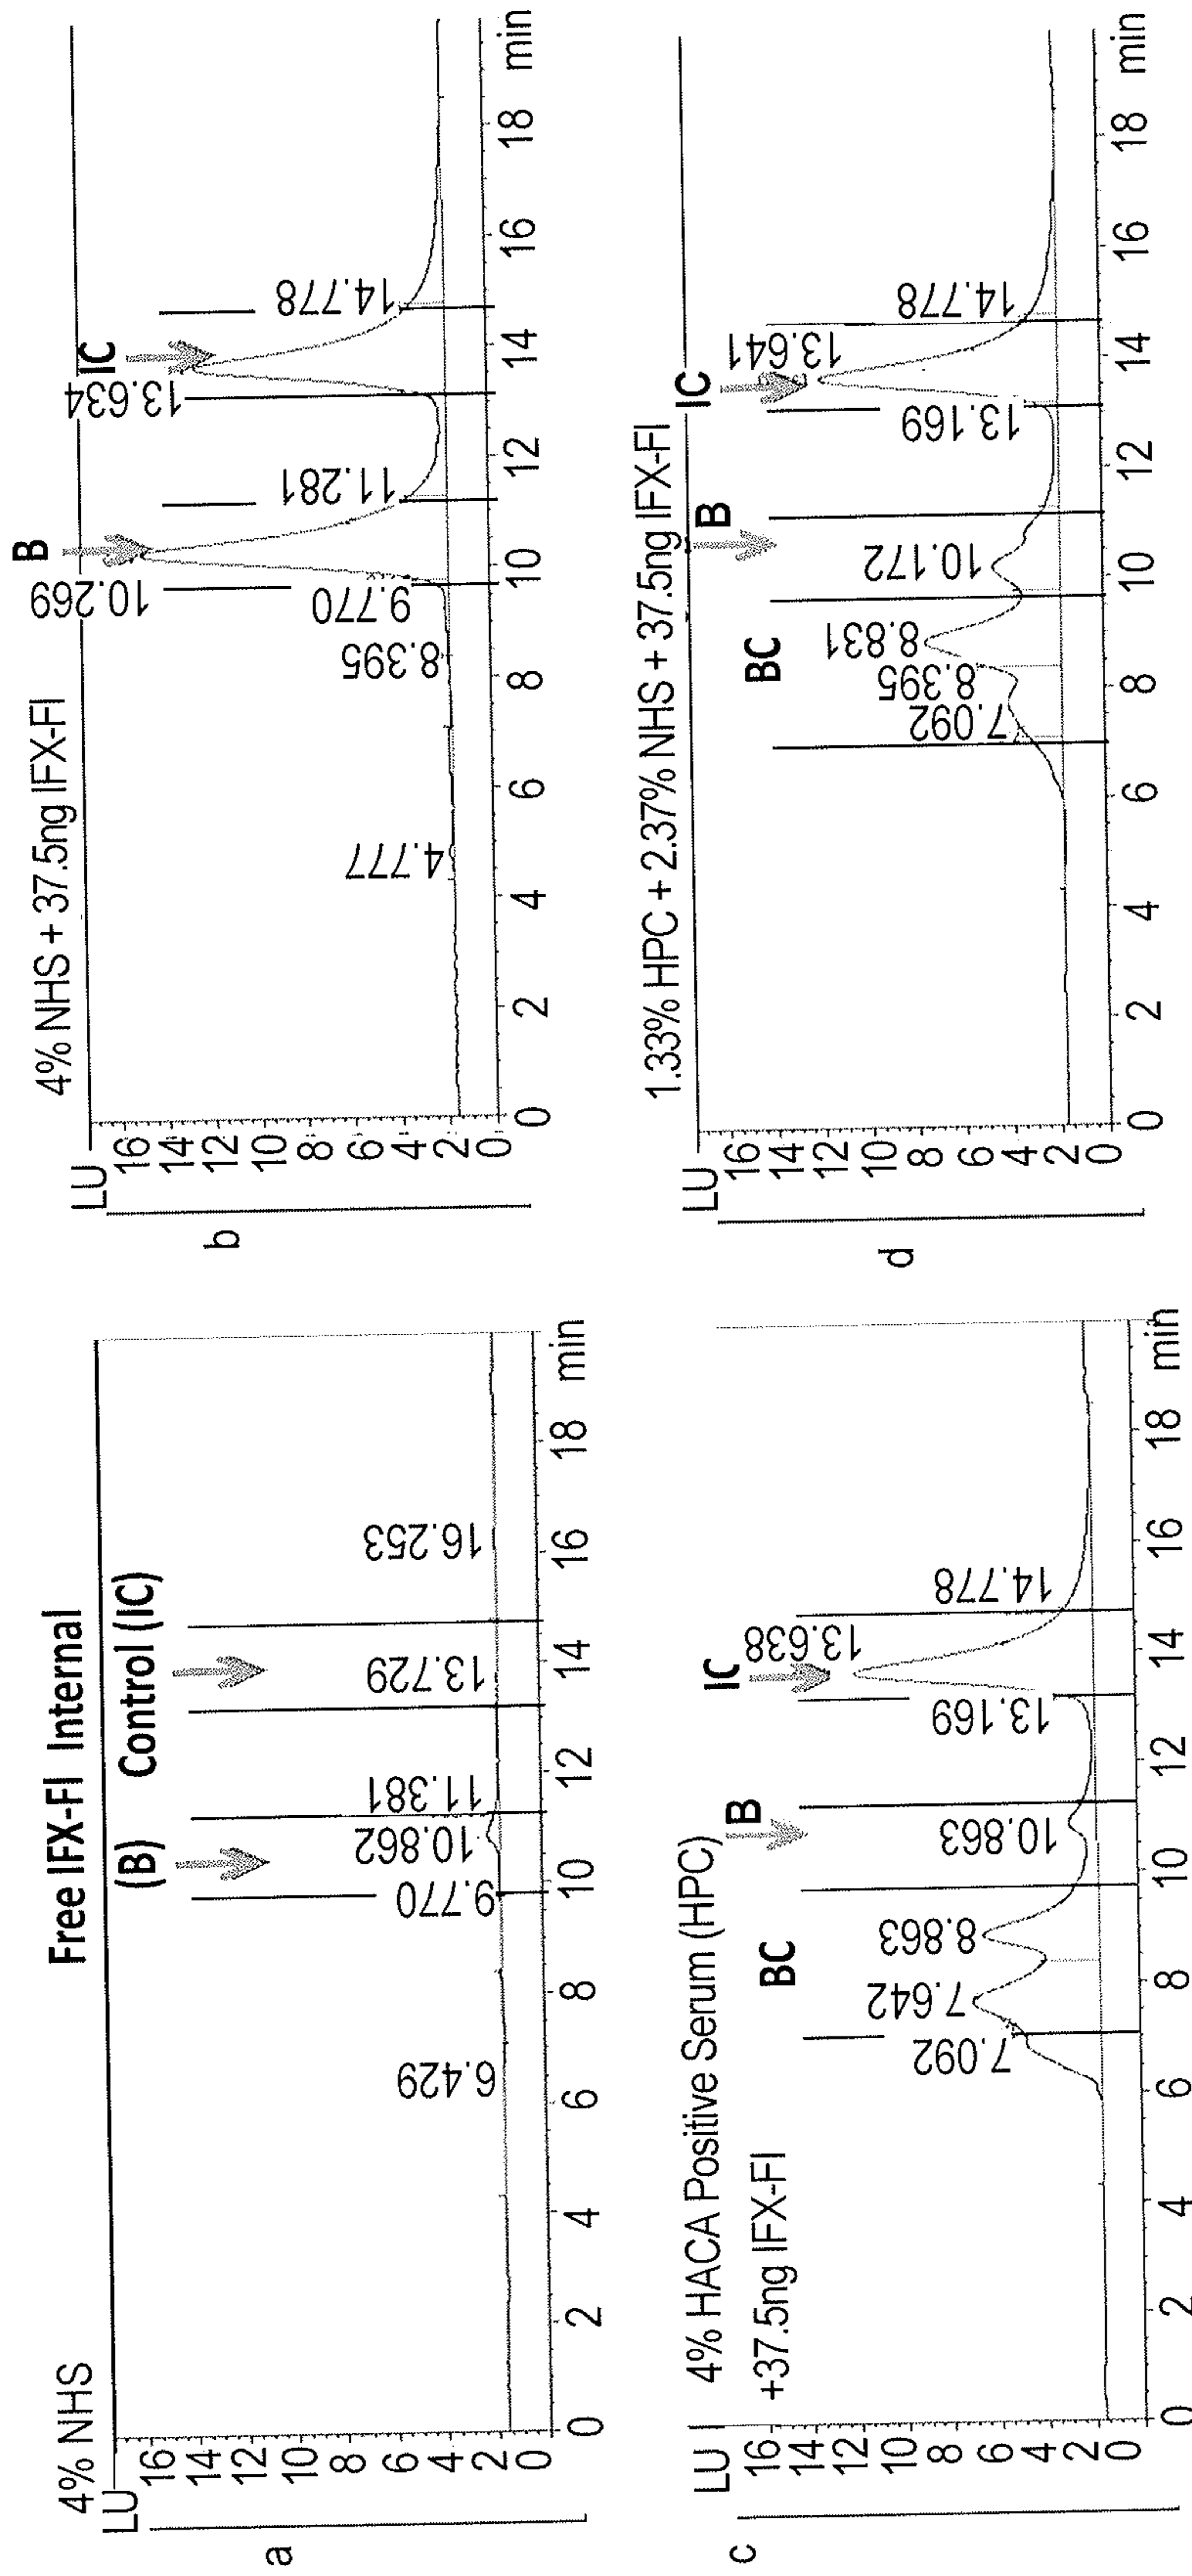 a
4% NHS
Free IFX-Fl Internal
(B) Control (IC)
LU
16
14
12
10
8
6
4
2
0
6.429
9.770
10.862
11.381
13.729
16.253
0 2 4 6 8 10 12 14 16 18 min
b
4% NHS + 37.5ng IFX-Fl
B
IC
LU
16
14
12
10
8
6
4
2
0
4.777
8.395
9.770
10.269
11.281
13.634
14.778
0 2 4 6 8 10 12 14 16 18 min
c
4% HACA Positive Serum (HPC)
+37.5ng IFX-Fl
BC
B
IC
LU
16
14
12
10
8
6
4
2
0
7.092
7.642
8.863
10.863
13.169
13.638
14.778
0 2 4 6 8 10 12 14 16 18 min
d
1.33% HPC + 2.37% NHS + 37.5ng IFX-Fl
BC
B
IC
LU
16
14
12
10
8
6
4
2
0
7.092
8.395
8.831
10.172
13.169
13.641
14.778
0 2 4 6 8 10 12 14 16 18 min